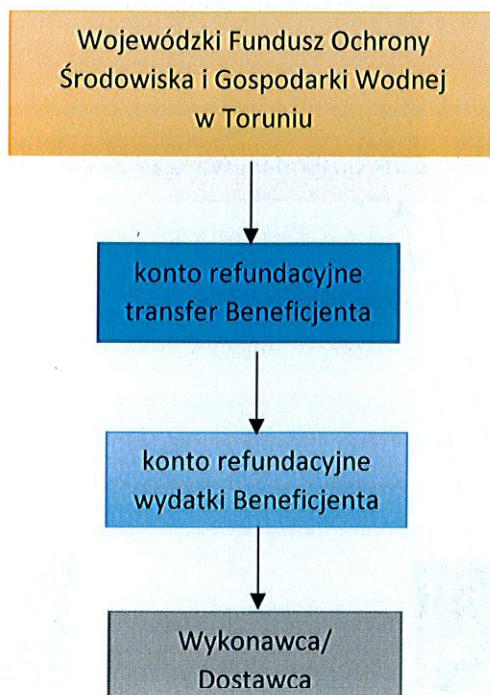 Wojewódzki Fundusz Ochrony
Środowiska i Gospodarki Wodnej
w Toruniu
konto refundacyjne
transfer Beneficjenta
konto refundacyjne
wydatki Beneficjenta
Wykonawca/
Dostawca